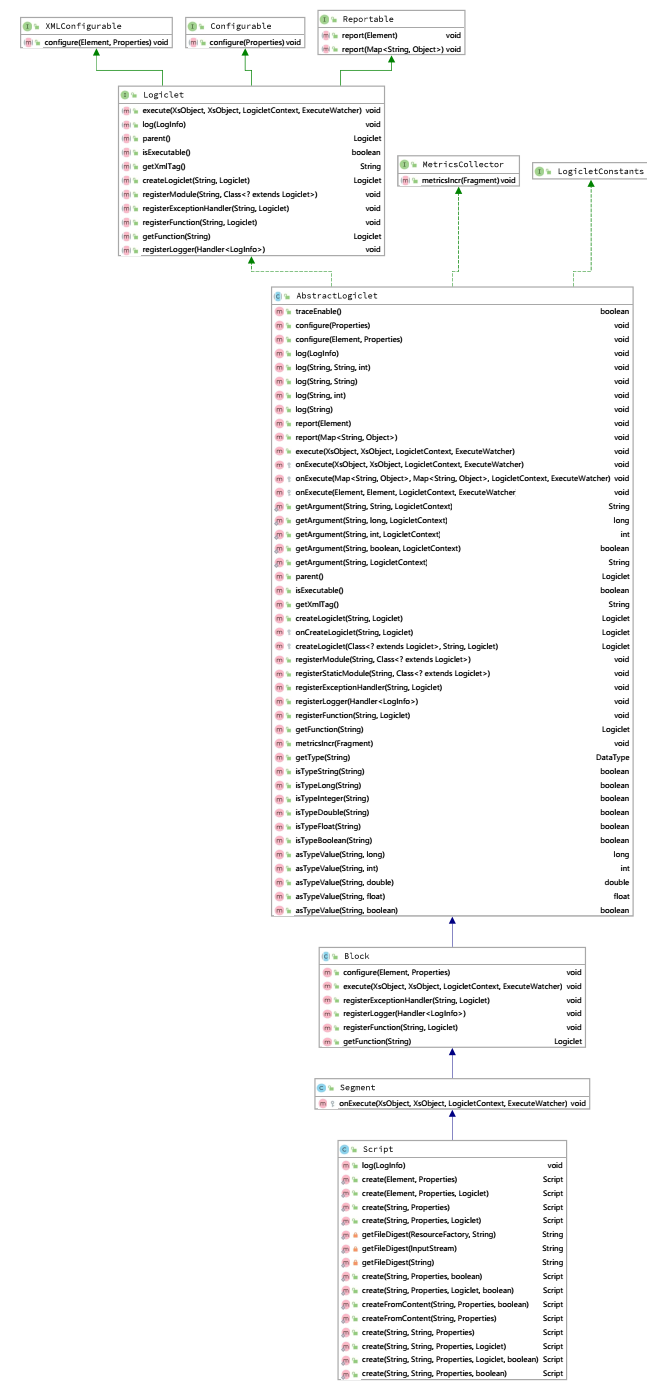 XMLConfigurable
configure(Element, Properties) void
Configurable
configure(Properties) void
Reportable
report(Element) void
report(Map<String, Object>) void
Logiclet
execute(XsObject, XsObject, LogicletContext, ExecuteWatcher) void
log(LogInfo) void
parent() Logiclet
isExecutable() boolean
getXmlTag() String
createLogiclet(String, Logiclet) Logiclet
registerModule(String, Class<? extends Logiclet>) void
registerExceptionHandler(String, Logiclet) void
registerFunction(String, Logiclet) void
getFunction(String) Logiclet
registerLogger(Handler<LogInfo>) void
MetricsCollector
metricsIncr(Fragment) void
LogicletConstants
AbstractLogiclet
traceEnable() boolean
configure(Properties) void
configure(Element, Properties) void
log(LogInfo) void
log(String, String, int) void
log(String, String) void
log(String, int) void
log(String) void
report(Element) void
report(Map<String, Object>) void
execute(XsObject, XsObject, LogicletContext, ExecuteWatcher) void
onExecute(XsObject, XsObject, LogicletContext, ExecuteWatcher) void
onExecute(Map<String, Object>, Map<String, Object>, LogicletContext, ExecuteWatcher) void
onExecute(Element, Element, LogicletContext, ExecuteWatcher void
getArgument(String, String, LogicletContext) String
getArgument(String, long, LogicletContext) long
getArgument(String, int, LogicletContext) int
getArgument(String, boolean, LogicletContext) boolean
getArgument(String, LogicletContext) String
parent() Logiclet
isExecutable() boolean
getXmlTag() String
createLogiclet(String, Logiclet) Logiclet
onCreateLogiclet(String, Logiclet) Logiclet
createLogiclet(Class<? extends Logiclet>, String, Logiclet) Logiclet
registerModule(String, Class<? extends Logiclet>) void
registerStaticModule(String, Class<? extends Logiclet>) void
registerExceptionHandler(String, Logiclet) void
registerLogger(Handler<LogInfo>) void
registerFunction(String, Logiclet) void
getFunction(String) Logiclet
metricsIncr(Fragment) void
getType(String) DataType
isTypeString(String) boolean
isTypeLong(String) boolean
isTypeInteger(String) boolean
isTypeDouble(String) boolean
isTypeFloat(String) boolean
isTypeBoolean(String) boolean
asTypeValue(String, long) long
asTypeValue(String, int) int
asTypeValue(String, double) double
asTypeValue(String, float) float
asTypeValue(String, boolean) boolean
Block
configure(Element, Properties) void
execute(XsObject, XsObject, LogicletContext, ExecuteWatcher) void
registerExceptionHandler(String, Logiclet) void
registerLogger(Handler<LogInfo>) void
registerFunction(String, Logiclet) void
getFunction(String) Logiclet
Segment
onExecute(XsObject, XsObject, LogicletContext, ExecuteWatcher) void
Script
log(LogInfo) void
create(Element, Properties) Script
create(Element, Properties, Logiclet) Script
create(String, Properties) Script
create(String, Properties, Logiclet) Script
getFileDigest(ResourceFactory, String) String
getFileDigest(InputStream) String
getFileDigest(String) String
create(String, Properties, boolean) Script
create(String, Properties, Logiclet, boolean) Script
createFromContent(String, Properties, boolean) Script
createFromContent(String, Properties) Script
create(String, String, Properties) Script
create(String, String, Properties, Logiclet) Script
create(String, String, Properties, Logiclet, boolean) Script
create(String, String, Properties, boolean) Script